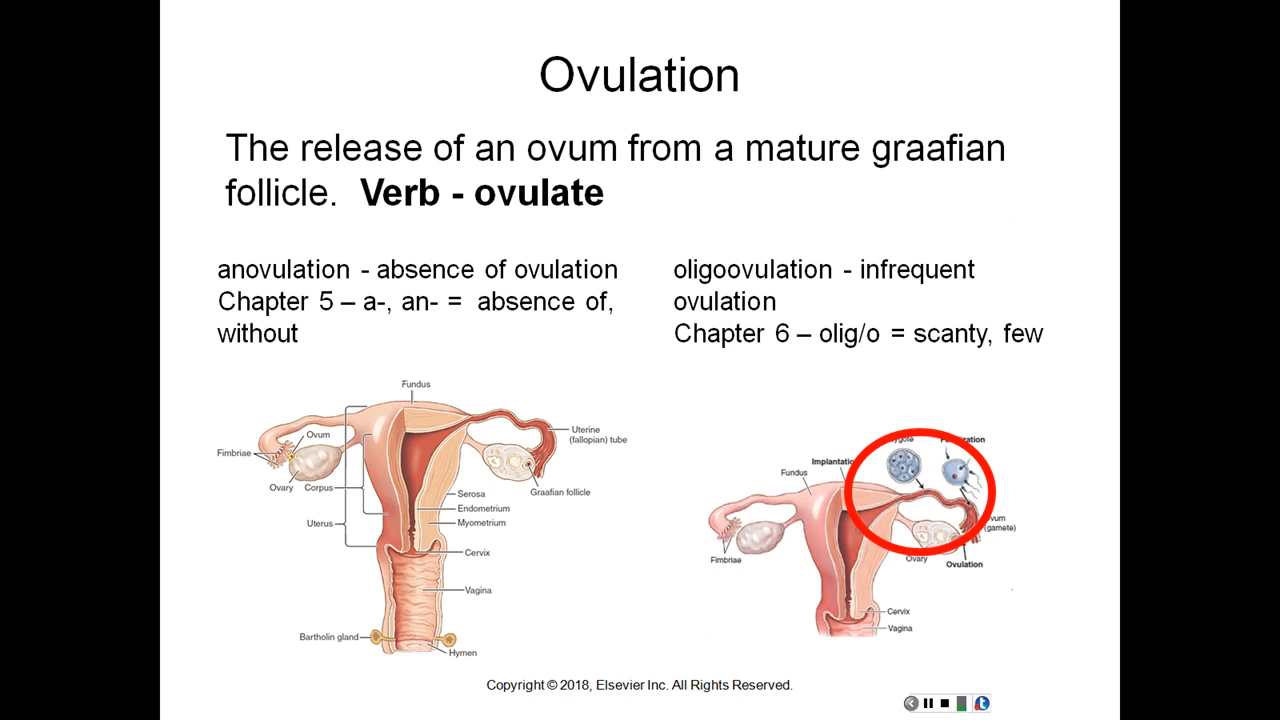 Ovulation
The release of an ovum from a mature graafian
follicle. Verb - ovulate
anovulation - absence of ovulation
Chapter 5 – a-, an- = absence of,
without
oligoovulation - infrequent
ovulation
Chapter 6 – olig/o = scanty, few
Fundus
Ovum
Fimbriae
Ovary
Corpus
Uterus
Uterine
(fallopian) tube
Graafian follicle
Serosa
Endometrium
Myometrium
Cervix
Vagina
Bartholin gland
Hymen
Implantation
Fundus
(gamete)
Fimbriae
Ovary
Ovulation
Cervix
Vagina
Copyright © 2018, Elsevier Inc. All Rights Reserved.